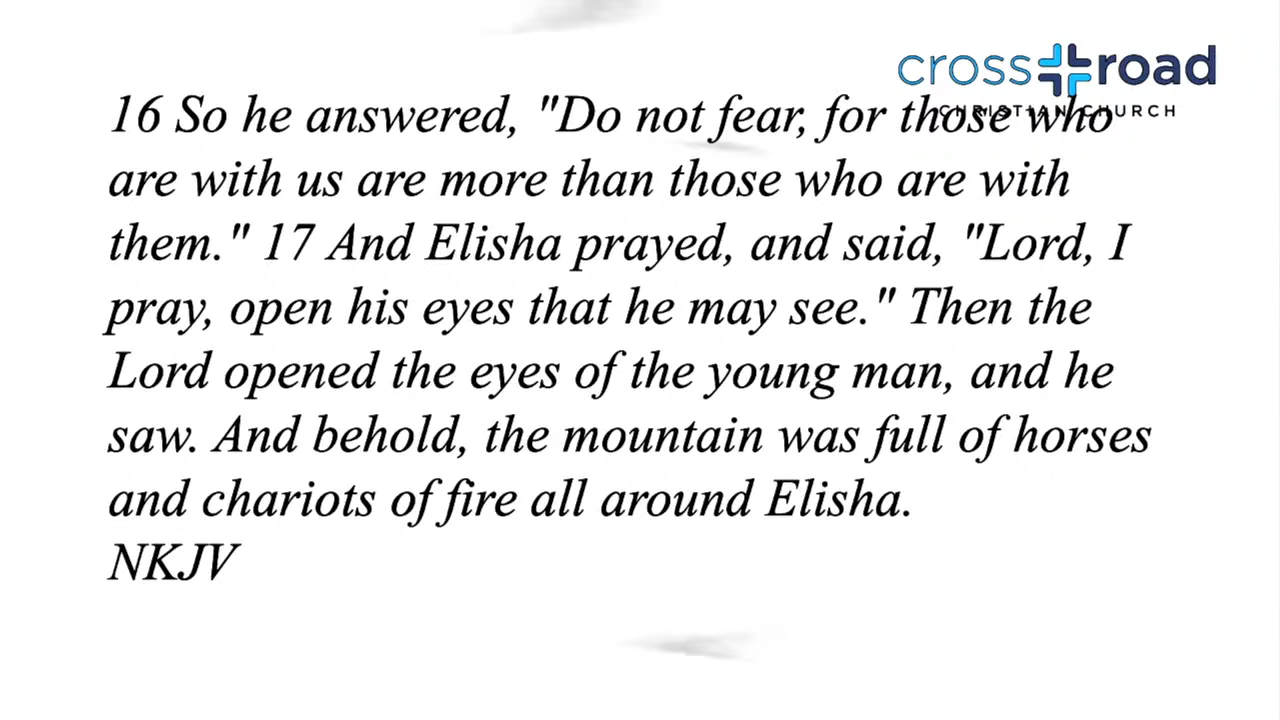 cross road
CHRISTIAN CHURCH
16 So he answered, "Do not fear, for those who
are with us are more than those who are with
them." 17 And Elisha prayed, and said, "Lord, I
pray, open his eyes that he may see." Then the
Lord opened the eyes of the young man, and he
saw. And behold, the mountain was full of horses
and chariots of fire all around Elisha.
NKJV